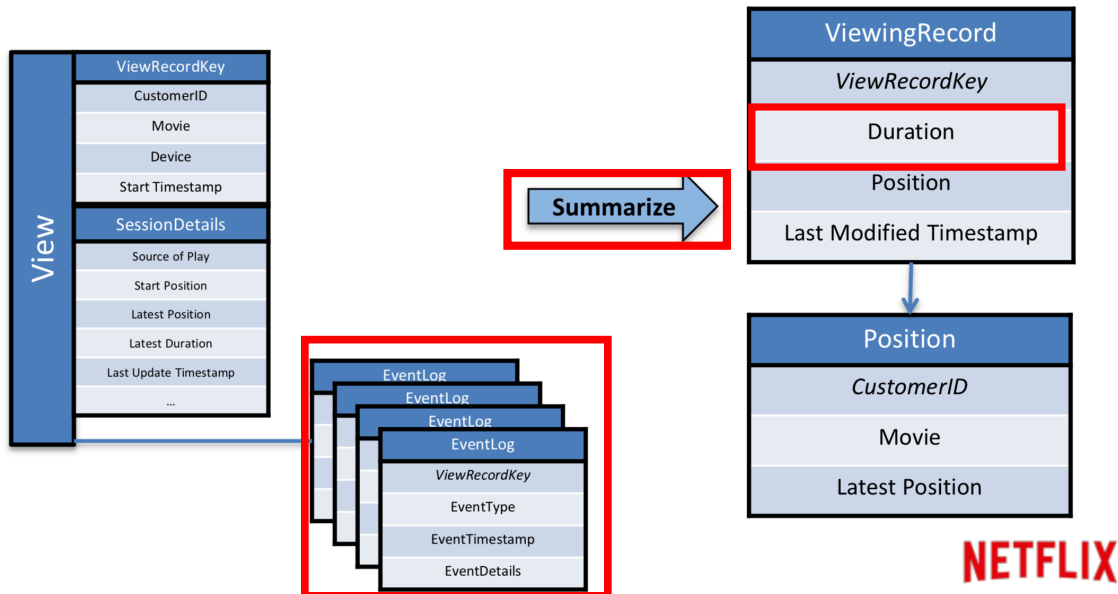 View
ViewRecordKey
CustomerID
Movie
Device
Start Timestamp
SessionDetails
Source of Play
Start Position
Latest Position
Latest Duration
Last Update Timestamp
...
EventLog
EventLog
EventLog
EventLog
ViewRecordKey
EventType
EventTimestamp
EventDetails
Summarize
ViewingRecord
ViewRecordKey
Duration
Position
Last Modified Timestamp
Position
CustomerID
Movie
Latest Position
NETFLIX